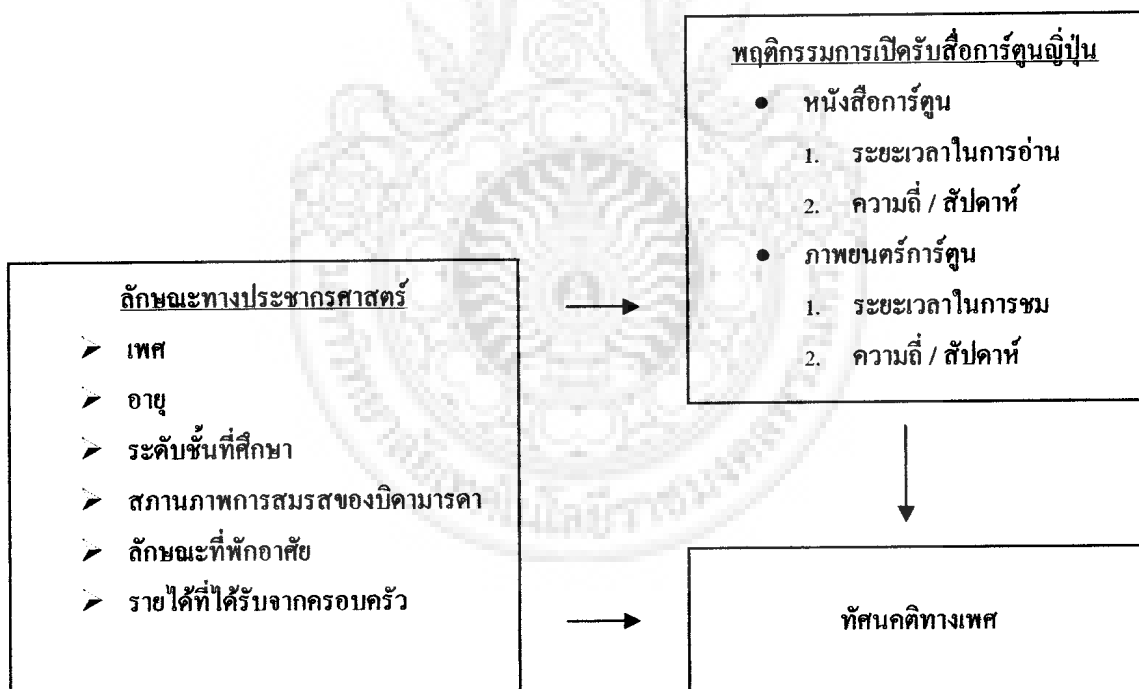 พฤติกรรมการเปิดรับสื่อการ์ตูนญี่ปุ่น
● หนังสือการ์ตูน
1. ระยะเวลาในการอ่าน
2. ความถี่ / สัปดาห์
● ภาพยนตร์การ์ตูน
1. ระยะเวลาในการชม
2. ความถี่ / สัปดาห์
ลักษณะทางประชากรศาสตร์
➤ เพศ
➤ อายุ
➤ ระดับชั้นที่ศึกษา
➤ สถานภาพการสมรสของบิดามารดา
➤ ลักษณะที่พักอาศัย
➤ รายได้ที่ได้รับจากครอบครัว
ทัศนคติทางเพศ